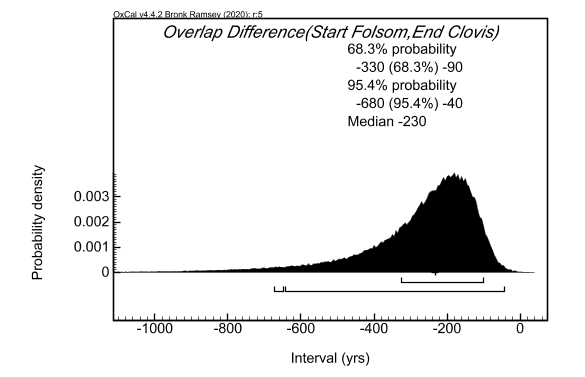 OxCal v4.4.2 Bronk Ramsey (2020); r:5
Overlap Difference(Start Folsom,End Clovis)
68.3% probability
-330 (68.3%) -90
95.4% probability
-680 (95.4%) -40
Median -230
Probability density
0.003
0.002
0.001
0
-1000 -800 -600 -400 -200 0
Interval (yrs)